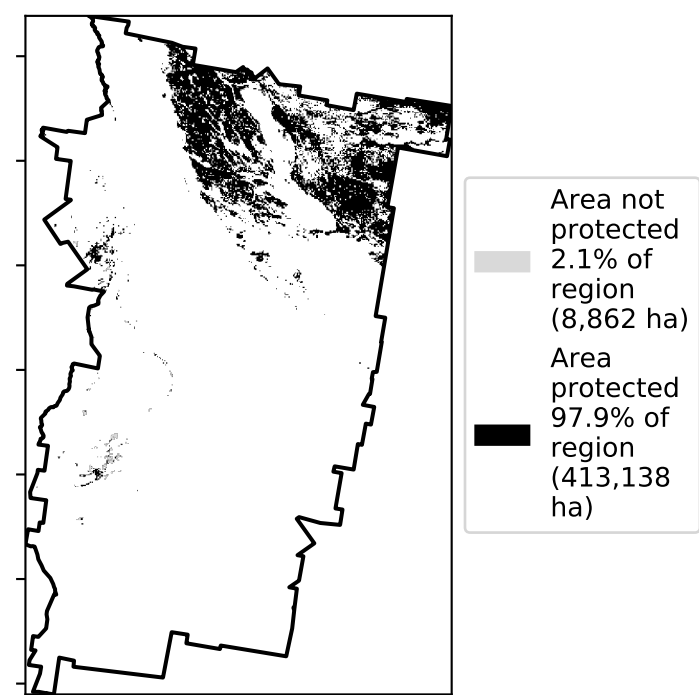 Area not
protected
2.1% of
region
(8,862 ha)
Area
protected
97.9% of
region
(413,138
ha)